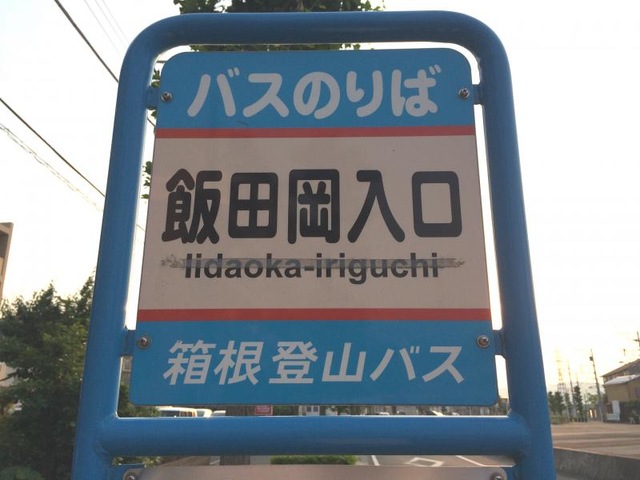 バスのりば
飯田岡入口
Iidaoka-iriguchi
箱根登山バス